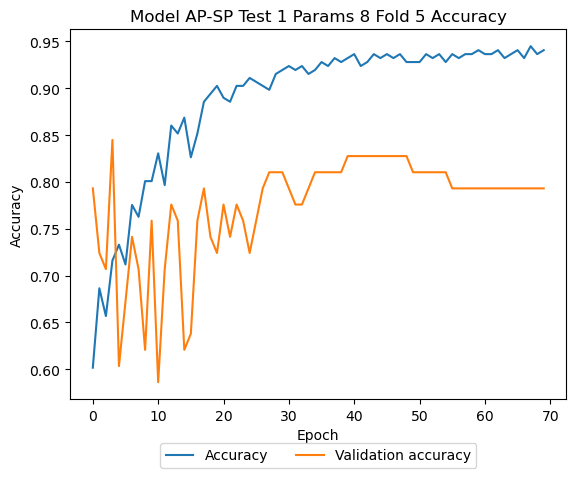 Model AP-SP Test 1 Params 8 Fold 5 Accuracy
0.95
0.90
0.85
0.80
0.75
0.70
0.65
0.60
Accuracy
0 10 20 30 40 50 60 70
Epoch
Accuracy Validation accuracy